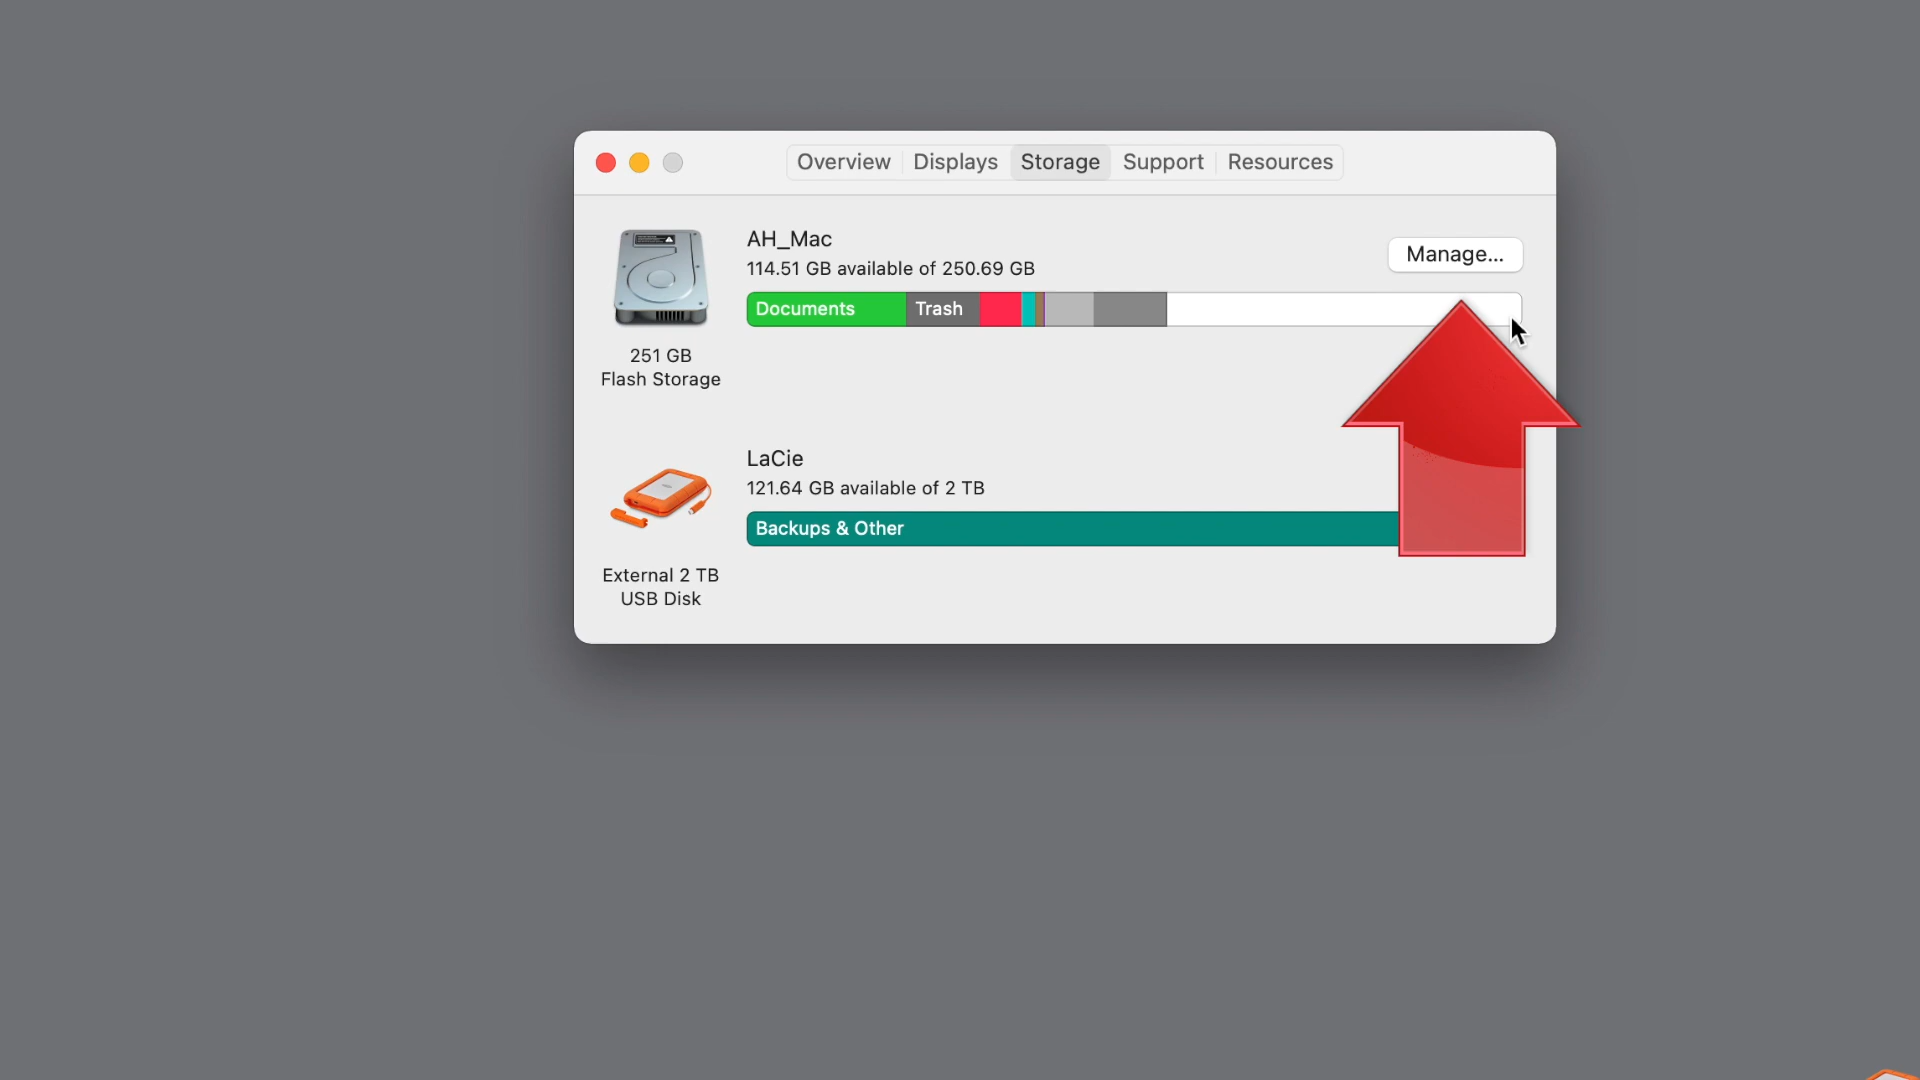 Overview Displays Storage Support Resources
AH_Mac
114.51 GB available of 250.69 GB
Manage...
Documents Trash
251 GB
Flash Storage
LaCie
121.64 GB available of 2 TB
Backups & Other
External 2 TB
USB Disk